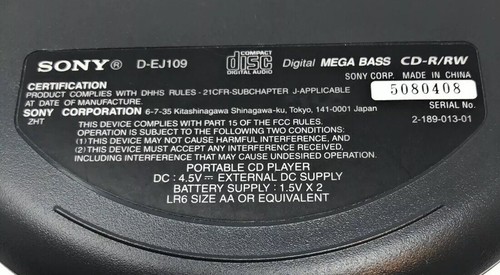 SONY® D-EJ109 COMPACT disc DIGITAL AUDIO Digital MEGA BASS CD-R/RW
SONY CORP. MADE IN CHINA
CERTIFICATION
PRODUCT COMPLIES WITH DHHS RULES - 21CFR-SUBCHAPTER J-APPLICABLE
AT DATE OF MANUFACTURE.
5080408
SONY CORPORATION 6-7-35 Kitashinagawa Shinagawa-ku, Tokyo, 141-0001 Japan
SERIAL No.
ZHT
2-189-013-01
THIS DEVICE COMPLIES WITH PART 15 OF THE FCC RULES.
OPERATION IS SUBJECT TO THE FOLLOWING TWO CONDITIONS:
(1) THIS DEVICE MAY NOT CAUSE HARMFUL INTERFERENCE, AND
(2) THIS DEVICE MUST ACCEPT ANY INTERFERENCE RECEIVED,
INCLUDING INTERFERENCE THAT MAY CAUSE UNDESIRED OPERATION.
PORTABLE CD PLAYER
DC: 4.5V ⎓ EXTERNAL DC SUPPLY
BATTERY SUPPLY : 1.5V X 2
LR6 SIZE AA OR EQUIVALENT